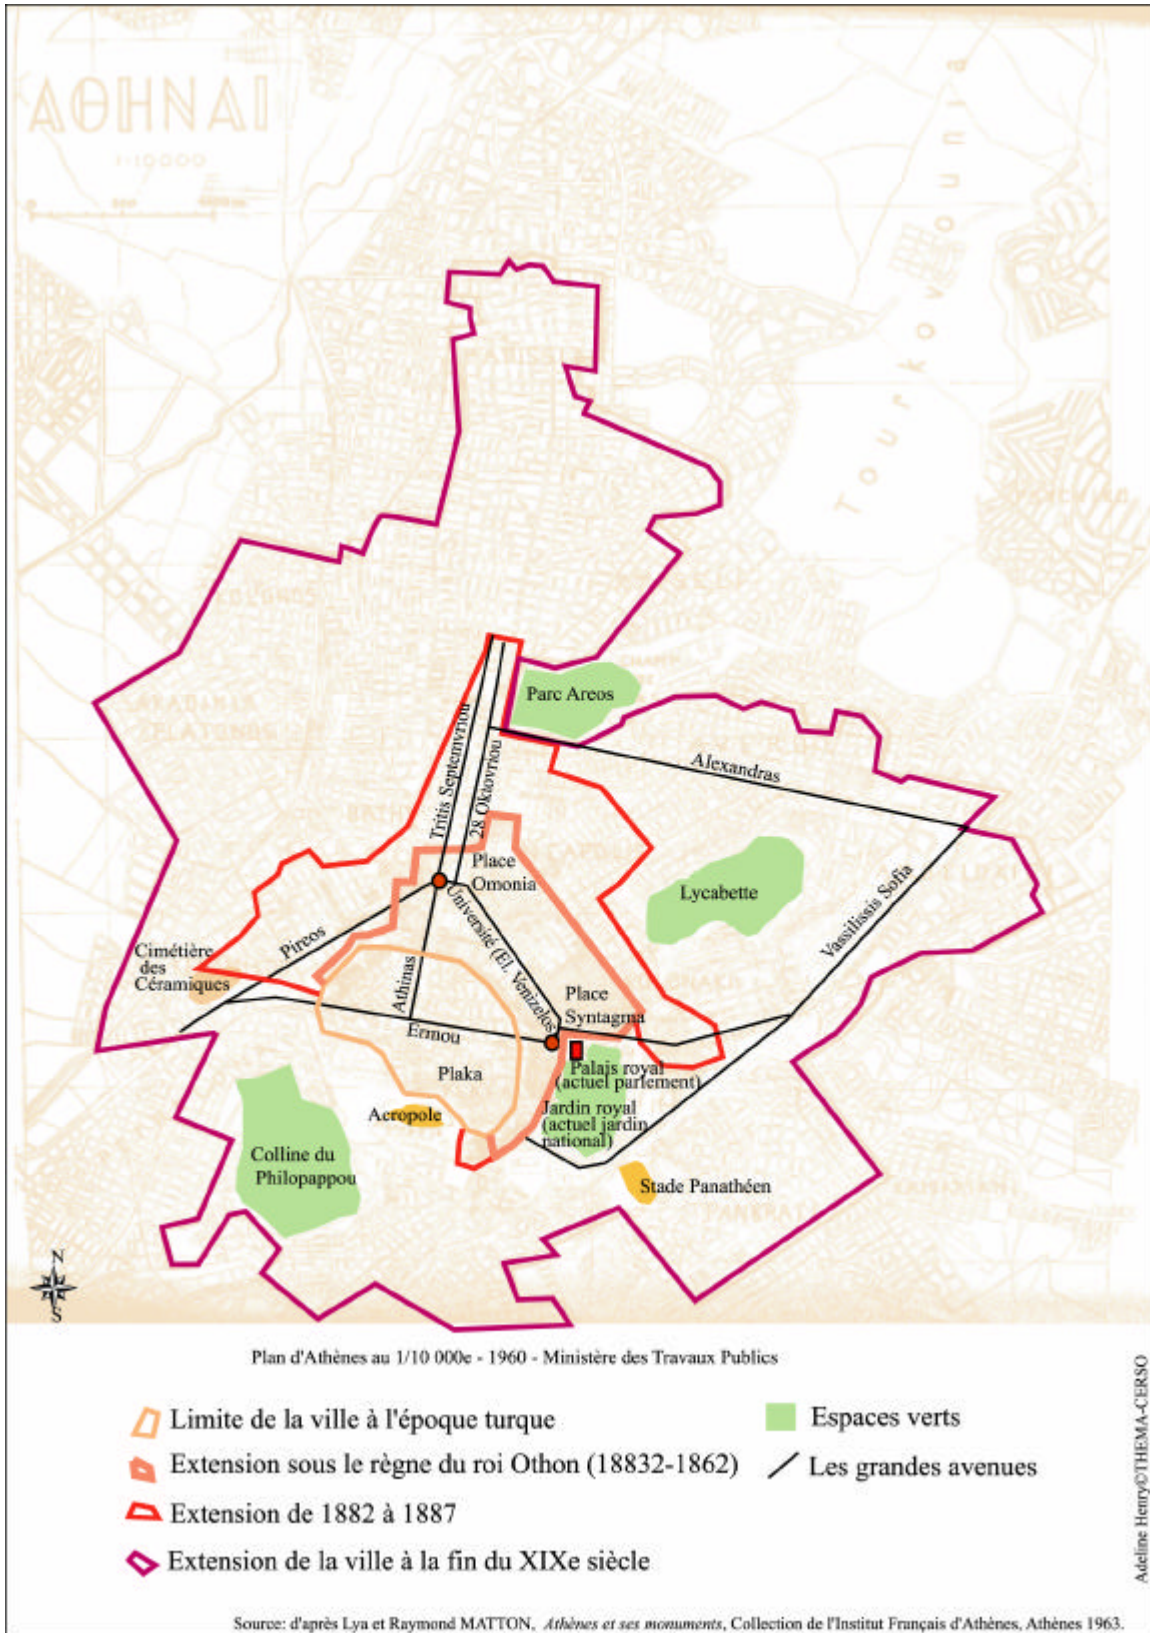 ΑΘΗΝΑΙ
1·10000
Tourkovounia
Parc Areos
Tritis Septemvriou
28 Oktovriou
Alexandras
Place
Omonia
Lycabette
Vassilissis Sofia
Université (El. Venizelos
Pireos
Cimétière
des
Céramiques
Athinas
Place
Syntagma
Ermou
Plaka
Palais royal
(actuel parlement)
Acropole
Jardin royal
(actuel jardin
national)
Colline du
Philopappou
Stade Panathéen
N
S
Plan d'Athènes au 1/10 000e - 1960 - Ministère des Travaux Publics
Limite de la ville à l'époque turque
Extension sous le règne du roi Othon (18832-1862)
Extension de 1882 à 1887
Extension de la ville à la fin du XIXe siècle
Espaces verts
Les grandes avenues
Adeline Henry©THEMA-CERSO
Source: d'après Lya et Raymond MATTON, Athènes et ses monuments, Collection de l'Institut Français d'Athènes, Athènes 1963.